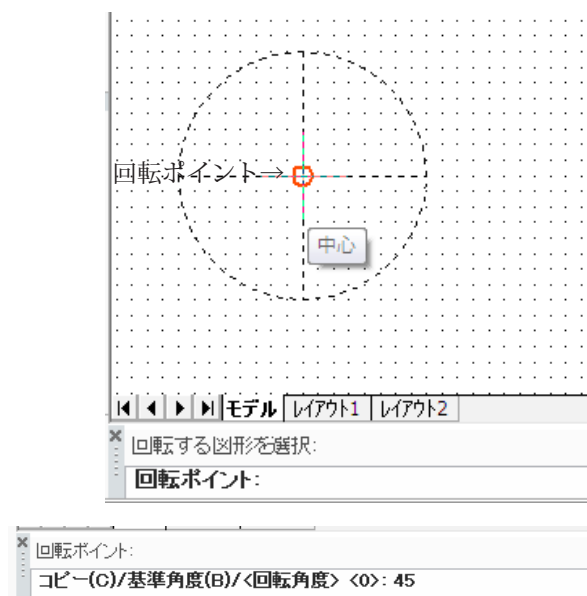 回転ポイント→
中心
モデル レイアウト1 レイアウト2
回転する図形を選択:
回転ポイント:
回転ポイント:
コピー(C)/基準角度(B)/<回転角度> <0>: 45